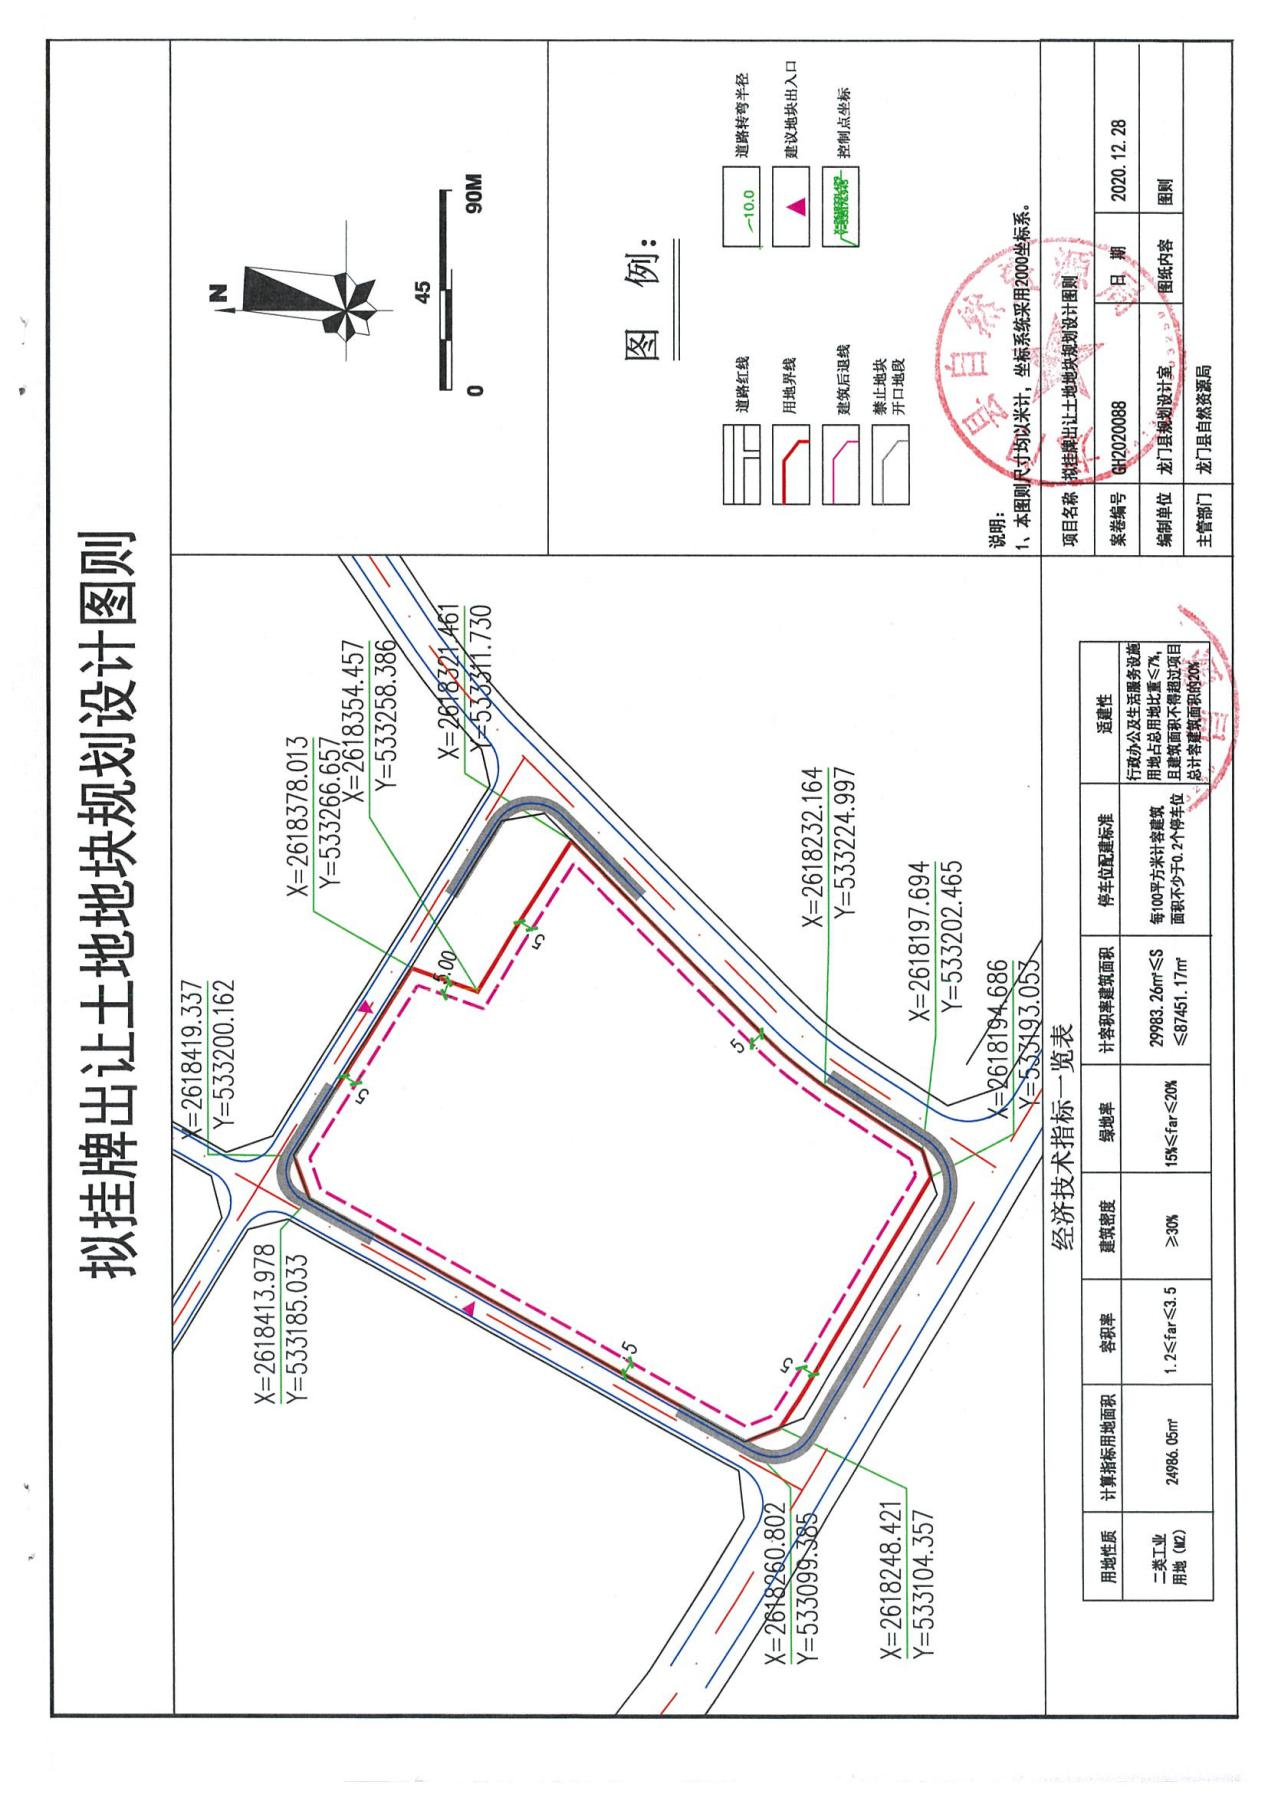 拟挂牌出让土地地块规划设计图则
X=2618419.337
Y=533200.162
X=2618378.013
Y=533266.657
X=2618354.457
Y=533258.386
X=2618321.461
Y=533311.730
X=2618232.164
Y=533224.997
X=2618197.694
Y=533202.465
X=2618194.686
Y=533193.053
X=2618413.978
Y=533185.033
X=2618260.802
Y=533099.385
X=2618248.421
Y=533104.357
5
5.00
5
5
5
5
N
0 45 90M
图 例：
道路红线
用地界线
建筑后退线
禁止地块
开口地段
10.0
道路转弯半径
建议地块出入口
控制点坐标
说明：
1、本图则尺寸均以米计，坐标系统采用2000坐标系。
项目名称 拟挂牌出让土地地块规划设计图则
案卷编号 GH2020088 日 期 2020.12.28
编制单位 龙门县规划设计室 图纸内容 图则
主管部门 龙门县自然资源局
经济技术指标一览表
用地性质 计算指标用地面积 容积率 建筑密度 绿地率 计容积率建筑面积 停车位配建标准 适建性
二类工业
用地（M2）
24986.05㎡
1.2≤far≤3.5
≥30%
15%≤far≤20%
29983.26㎡≤S
≤87451.17㎡
每100平方米计容建筑
面积不少于0.2个停车位
行政办公及生活服务设施
用地占总用地比重≤7%，
且建筑面积不得超过项目
总计容建筑面积的20%